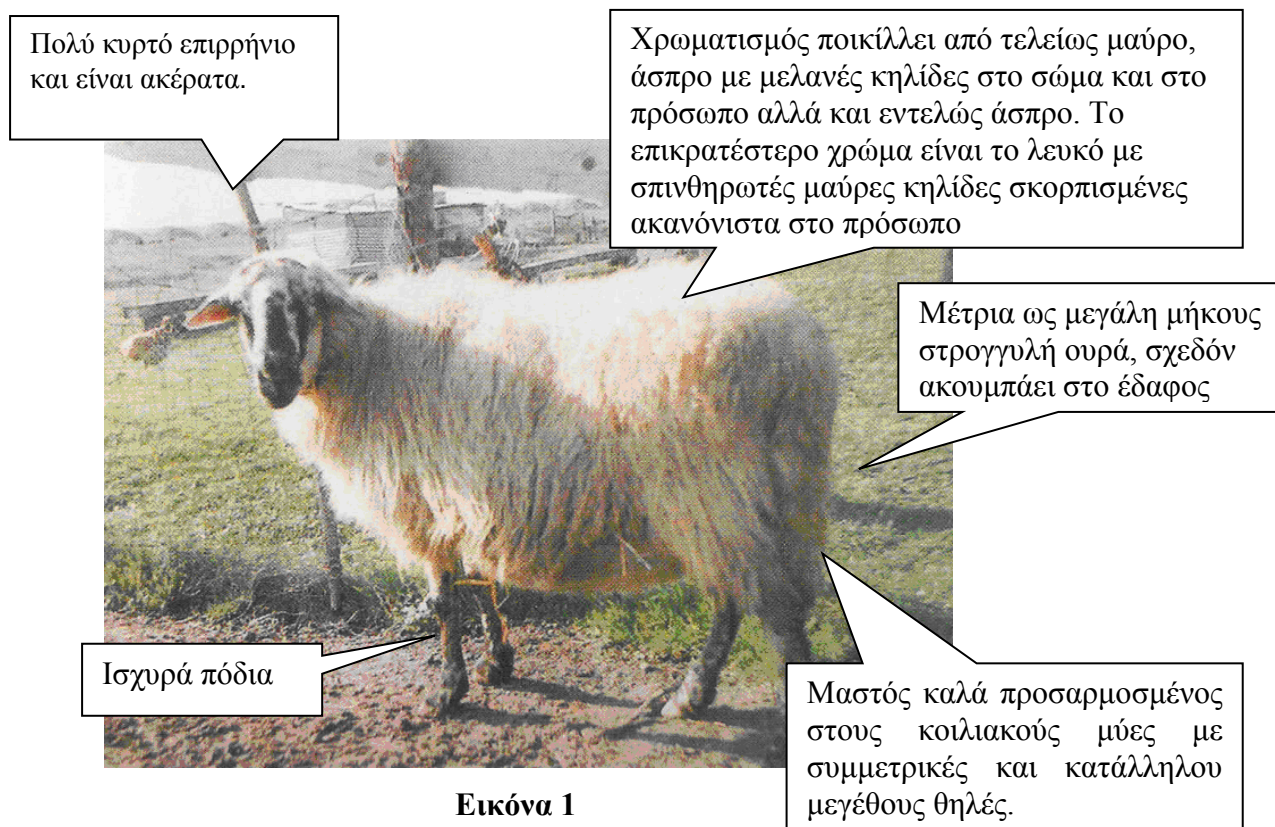 Πολύ κυρτό επιρρήνιο
και είναι ακέρατα.
Χρωματισμός ποικίλλει από τελείως μαύρο,
άσπρο με μελανές κηλίδες στο σώμα και στο
πρόσωπο αλλά και εντελώς άσπρο. Το
επικρατέστερο χρώμα είναι το λευκό με
σπινθηρωτές μαύρες κηλίδες σκορπισμένες
ακανόνιστα στο πρόσωπο
Μέτρια ως μεγάλη μήκους
στρογγυλή ουρά, σχεδόν
ακουμπάει στο έδαφος
Ισχυρά πόδια
Μαστός καλά προσαρμοσμένος
στους κοιλιακούς μύες με
συμμετρικές και κατάλληλου
μεγέθους θηλές.
Εικόνα 1